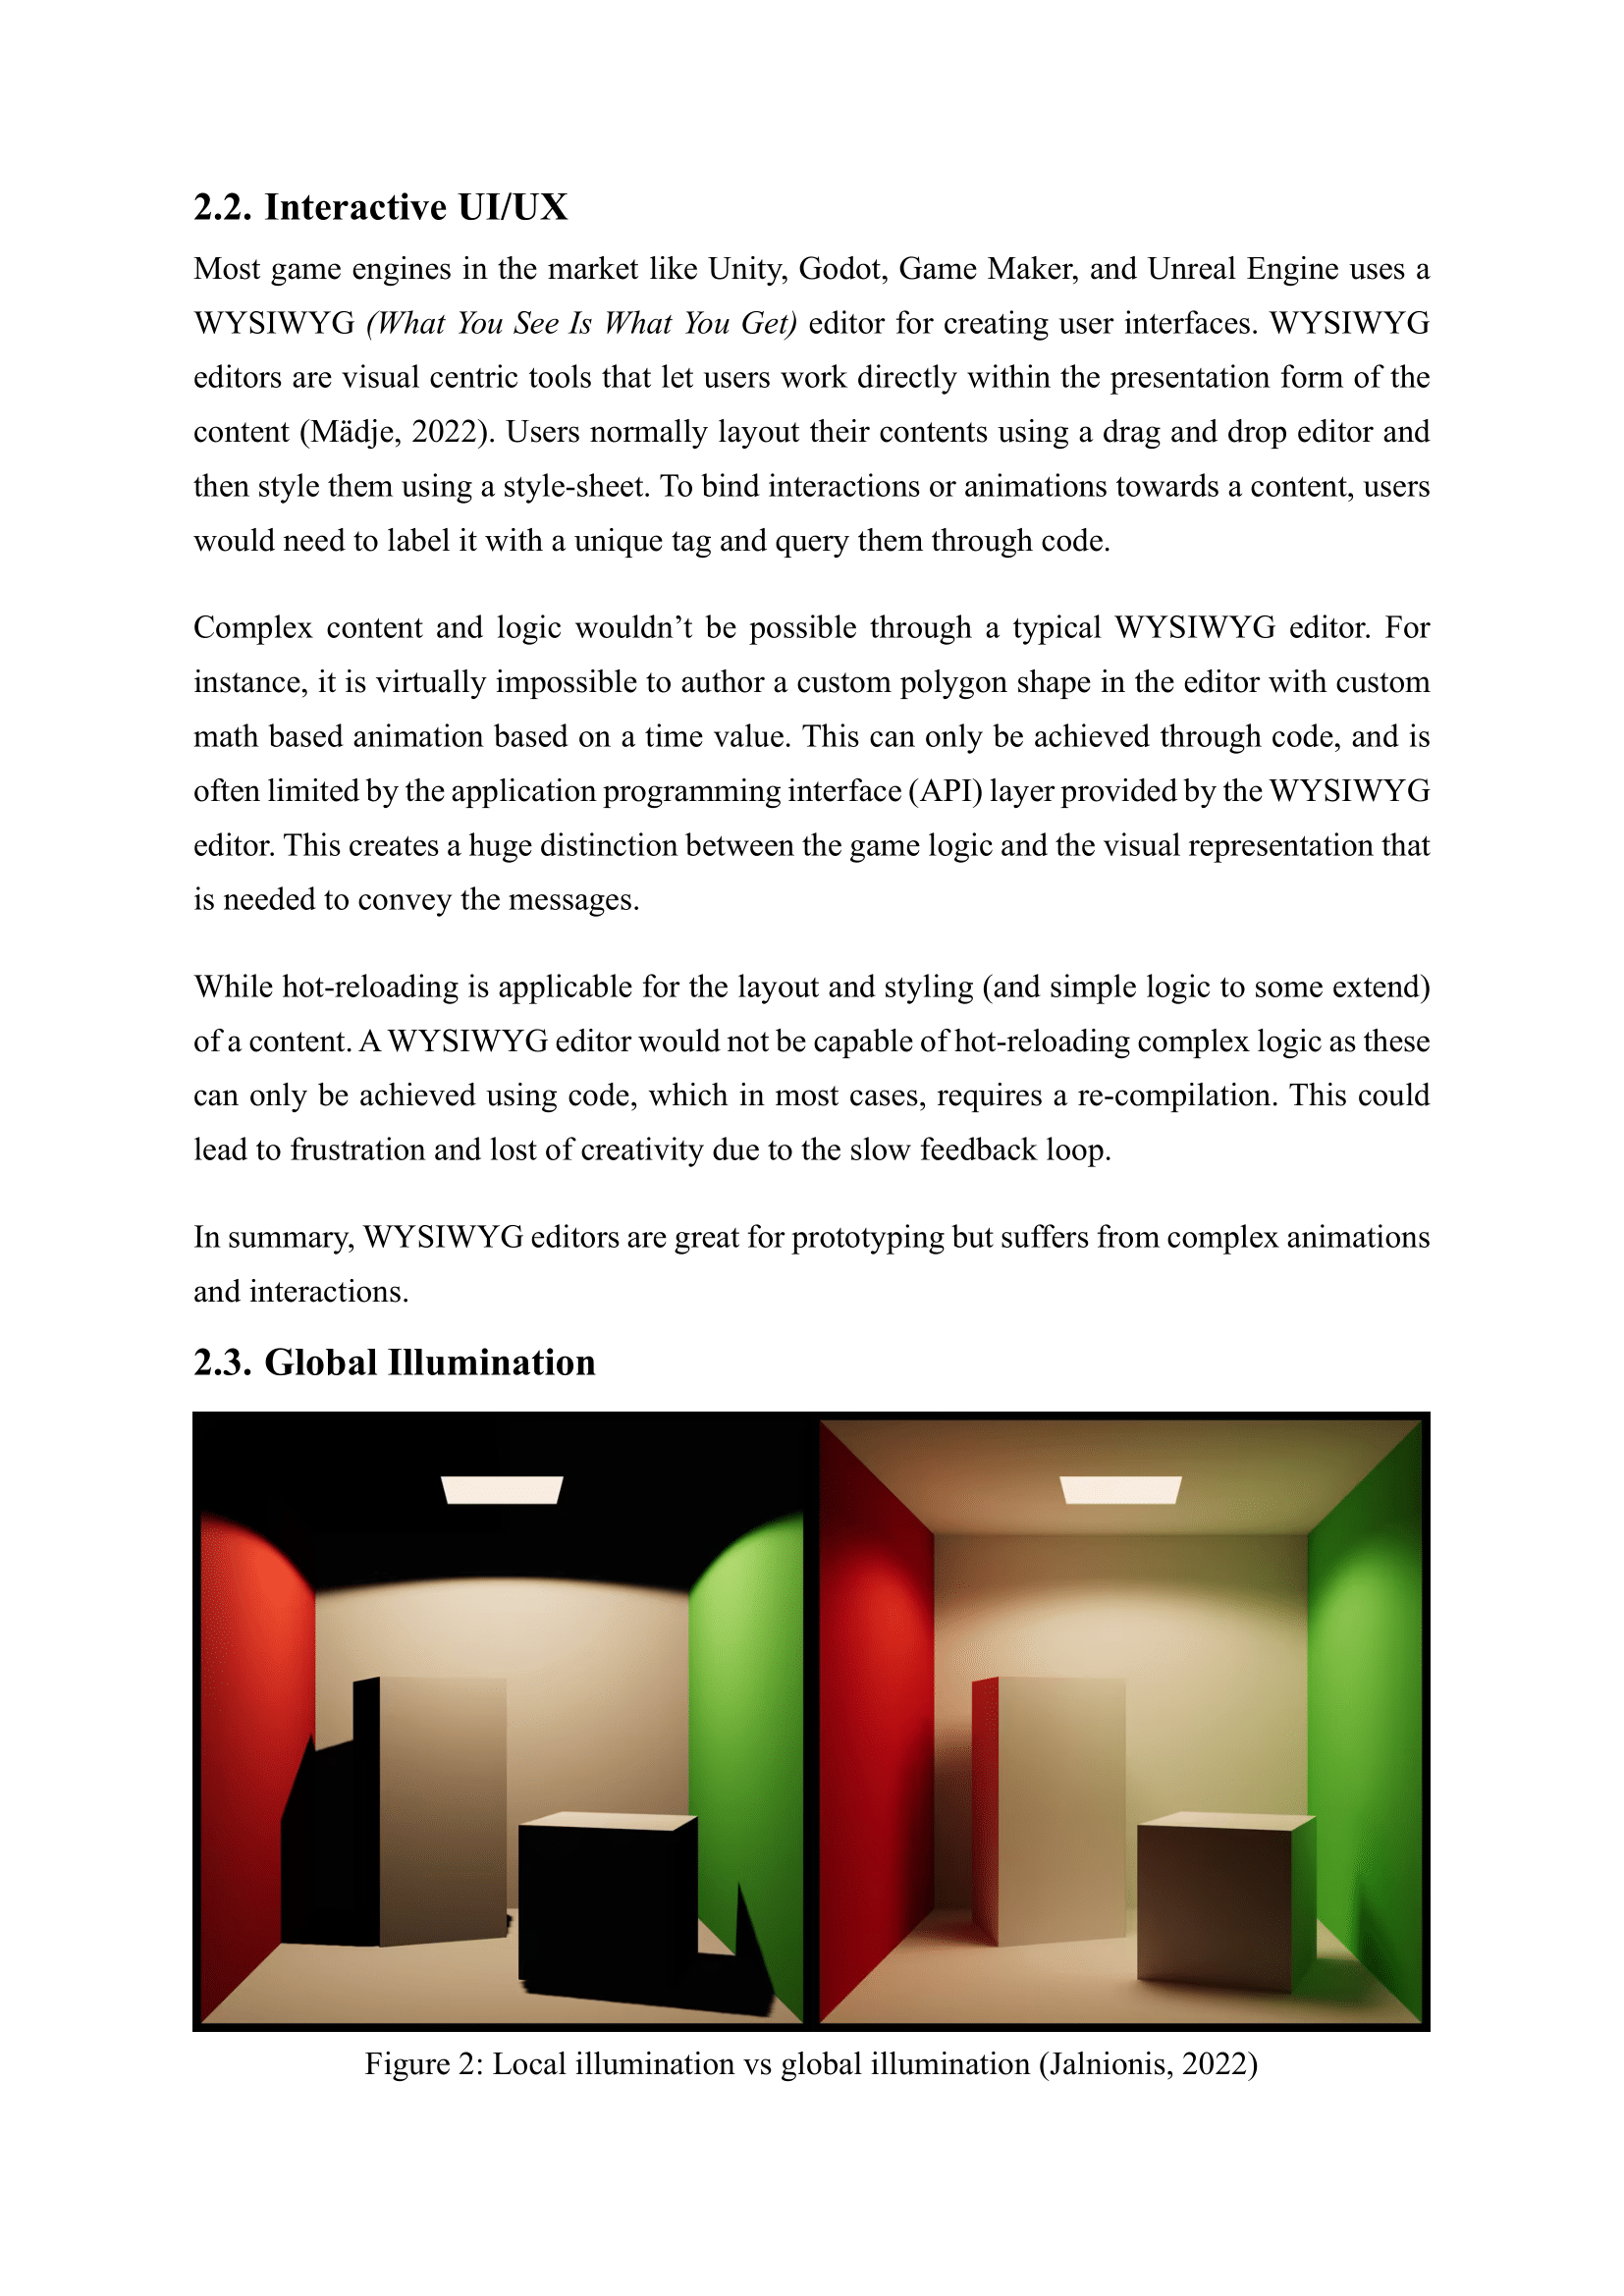 2.2. Interactive UI/UX
Most game engines in the market like Unity, Godot, Game Maker, and Unreal Engine uses a
WYSIWYG (What You See Is What You Get) editor for creating user interfaces. WYSIWYG
editors are visual centric tools that let users work directly within the presentation form of the
content (Mädje, 2022). Users normally layout their contents using a drag and drop editor and
then style them using a style-sheet. To bind interactions or animations towards a content, users
would need to label it with a unique tag and query them through code.
Complex content and logic wouldn’t be possible through a typical WYSIWYG editor. For
instance, it is virtually impossible to author a custom polygon shape in the editor with custom
math based animation based on a time value. This can only be achieved through code, and is
often limited by the application programming interface (API) layer provided by the WYSIWYG
editor. This creates a huge distinction between the game logic and the visual representation that
is needed to convey the messages.
While hot-reloading is applicable for the layout and styling (and simple logic to some extend)
of a content. A WYSIWYG editor would not be capable of hot-reloading complex logic as these
can only be achieved using code, which in most cases, requires a re-compilation. This could
lead to frustration and lost of creativity due to the slow feedback loop.
In summary, WYSIWYG editors are great for prototyping but suffers from complex animations
and interactions.
2.3. Global Illumination
Figure 2: Local illumination vs global illumination (Jalnionis, 2022)